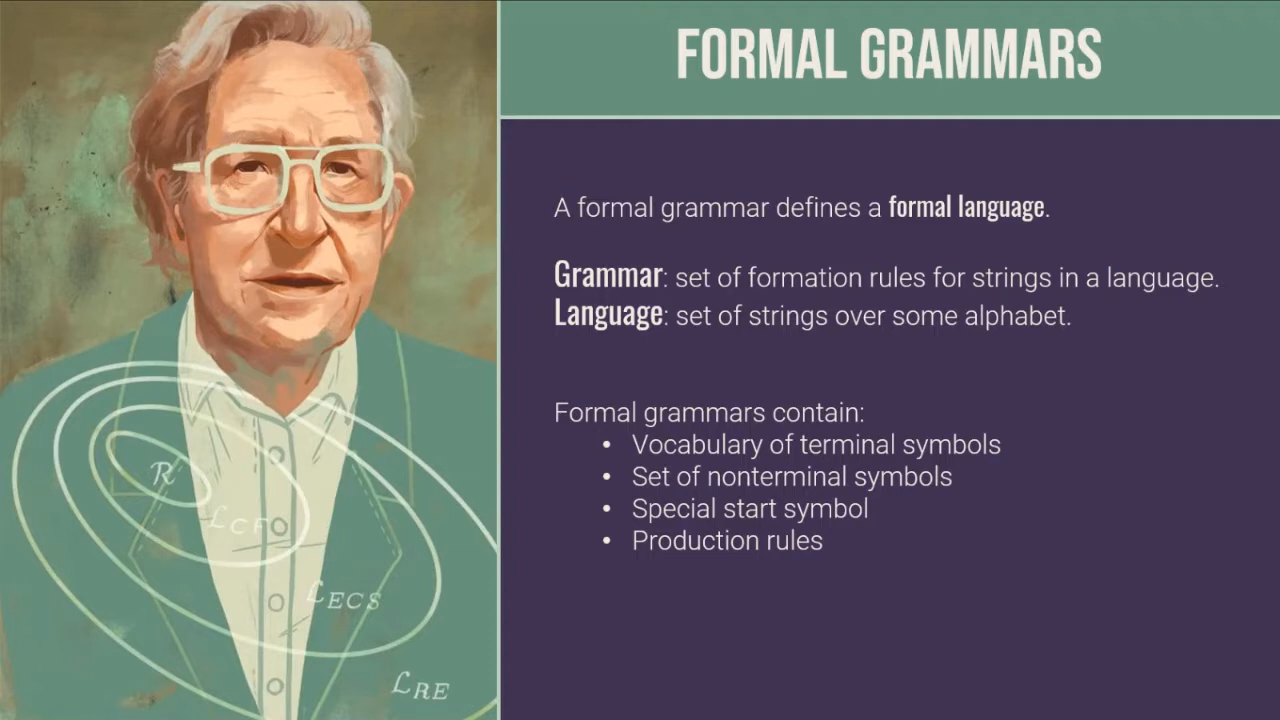 FORMAL GRAMMARS
A formal grammar defines a formal language.
Grammar: set of formation rules for strings in a language.
Language: set of strings over some alphabet.
Formal grammars contain:
• Vocabulary of terminal symbols
• Set of nonterminal symbols
• Special start symbol
• Production rules
ℛ
ℒCF
ℒECS
ℒRE